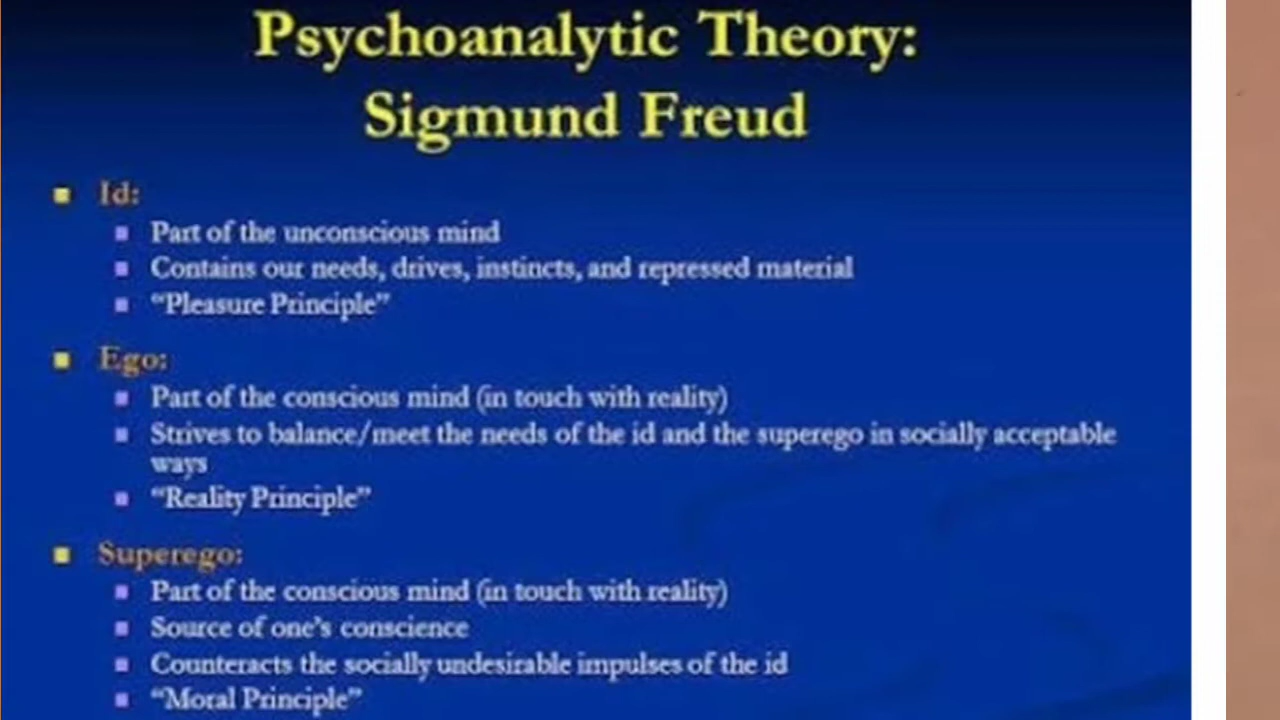 Psychoanalytic Theory:
Sigmund Freud
Id:
Part of the unconscious mind
Contains our needs, drives, instincts, and repressed material
“Pleasure Principle”
Ego:
Part of the conscious mind (in touch with reality)
Strives to balance/meet the needs of the id and the superego in socially acceptable
ways
“Reality Principle”
Superego:
Part of the conscious mind (in touch with reality)
Source of one’s conscience
Counteracts the socially undesirable impulses of the id
“Moral Principle”